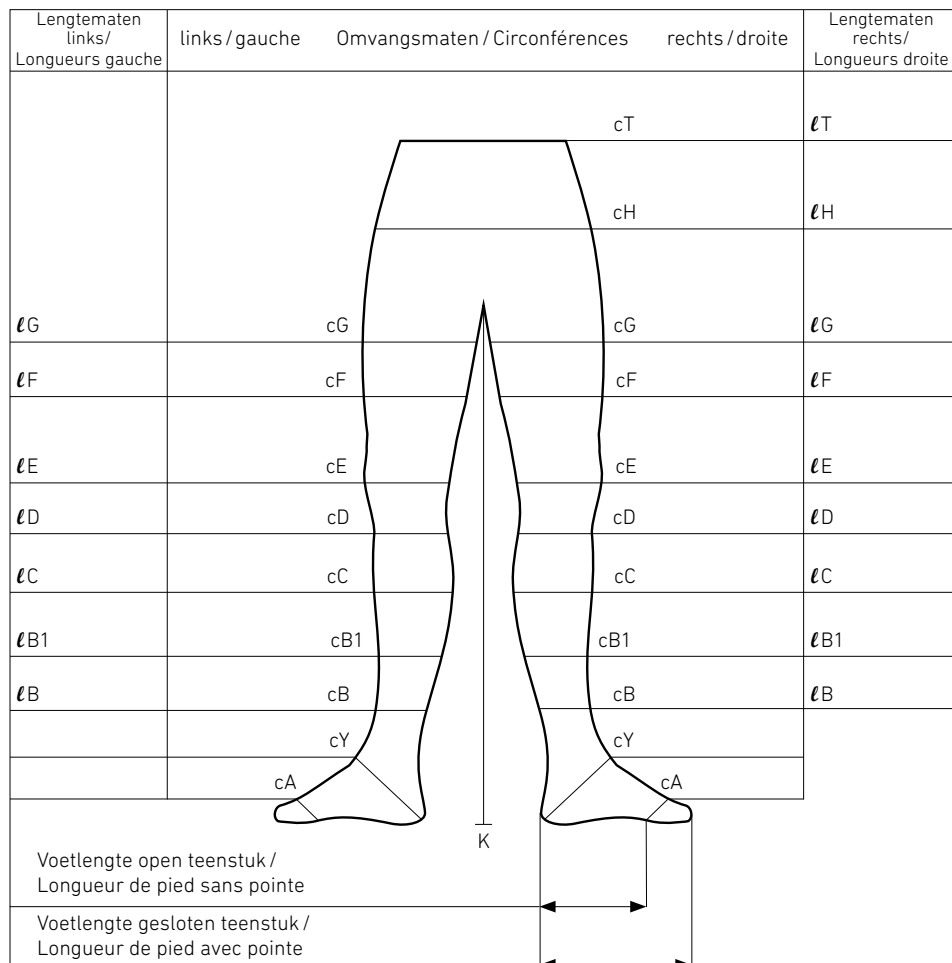 Lengtematen
links/
Longueurs gauche
links/gauche Omvangsmaten/Circonférences rechts/droite
Lengtematen
rechts/
Longueurs droite
cT ℓT
cH ℓH
ℓG cG cG ℓG
ℓF cF cF ℓF
ℓE cE cE ℓE
ℓD cD cD ℓD
ℓC cC cC ℓC
ℓB1 cB1 cB1 ℓB1
ℓB cB cB ℓB
cY cY
cA cA
K
Voetlengte open teenstuk/
Longueur de pied sans pointe
Voetlengte gesloten teenstuk/
Longueur de pied avec pointe